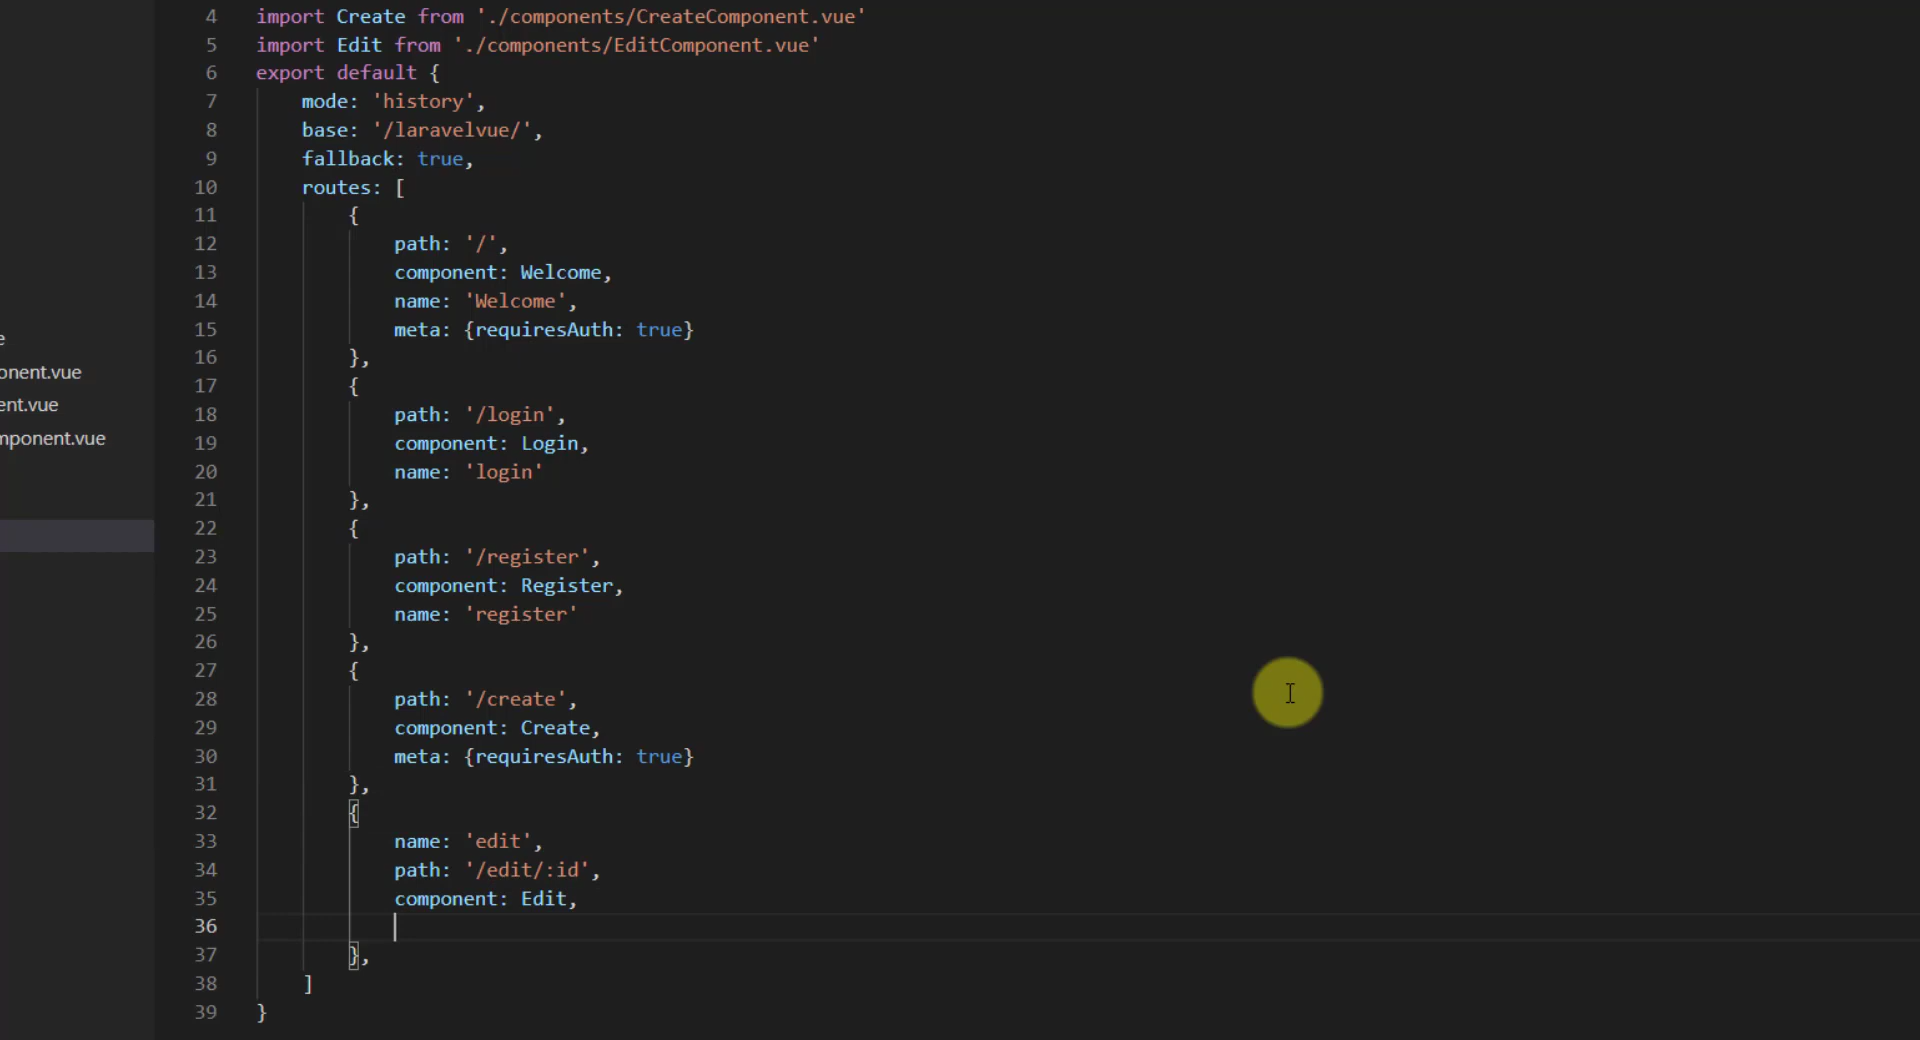 4 import Create from './components/CreateComponent.vue'
5 import Edit from './components/EditComponent.vue'
6 export default {
7 mode: 'history',
8 base: '/laravelvue/',
9 fallback: true,
10 routes: [
11 {
12 path: '/',
13 component: Welcome,
14 name: 'Welcome',
15 meta: {requiresAuth: true}
16 },
17 {
18 path: '/login',
19 component: Login,
20 name: 'login'
21 },
22 {
23 path: '/register',
24 component: Register,
25 name: 'register'
26 },
27 {
28 path: '/create',
29 component: Create,
30 meta: {requiresAuth: true}
31 },
32 {
33 name: 'edit',
34 path: '/edit/:id',
35 component: Edit,
36
37 },
38 ]
39 }
e
onent.vue
ent.vue
mponent.vue